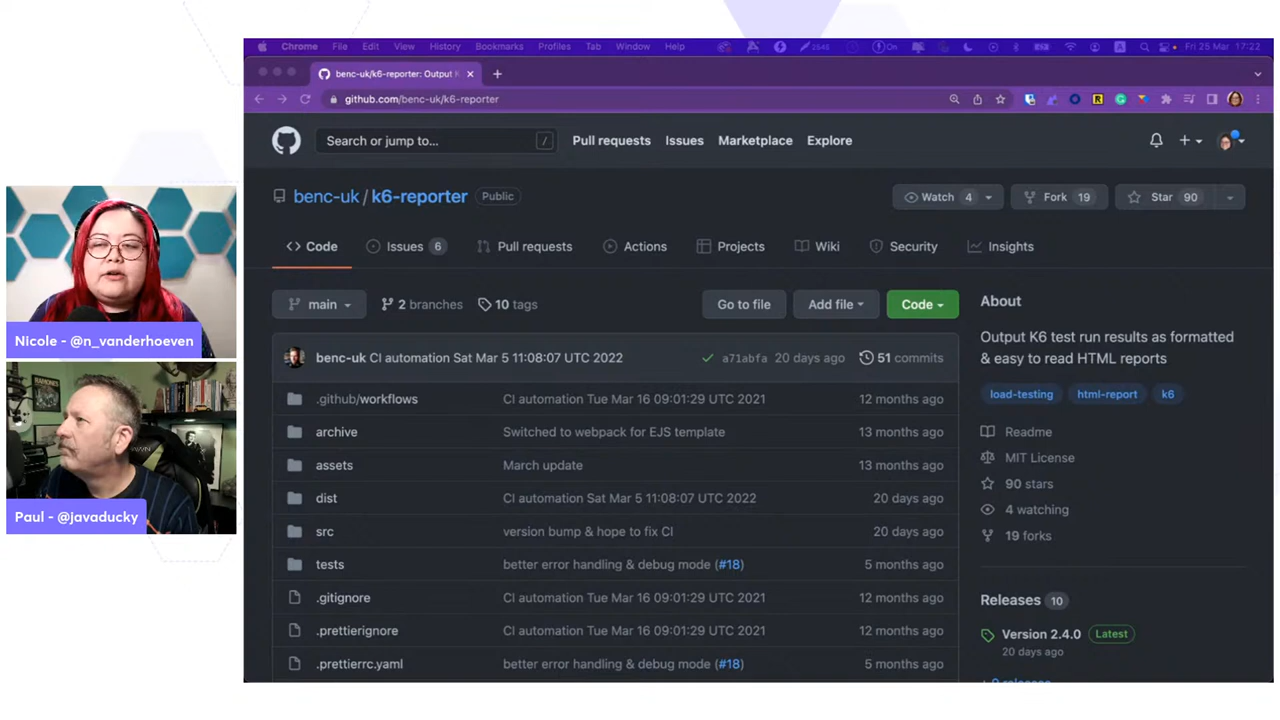 Chrome File Edit View History Bookmarks Profiles Tab Window Help Fri 25 Mar 17:22
benc-uk/k6-reporter: Output
github.com/benc-uk/k6-reporter
Search or jump to... /
Pull requests Issues Marketplace Explore
benc-uk / k6-reporter Public
Watch 4 Fork 19 Star 90
Code Issues 6 Pull requests Actions Projects Wiki Security Insights
main 2 branches 10 tags Go to file Add file Code
benc-uk CI automation Sat Mar 5 11:08:07 UTC 2022 a71abfa 20 days ago 51 commits
.github/workflows CI automation Tue Mar 16 09:01:29 UTC 2021 12 months ago
archive Switched to webpack for EJS template 13 months ago
assets March update 13 months ago
dist CI automation Sat Mar 5 11:08:07 UTC 2022 20 days ago
src version bump & hope to fix CI 20 days ago
tests better error handling & debug mode (#18) 5 months ago
.gitignore CI automation Tue Mar 16 09:01:29 UTC 2021 12 months ago
.prettierignore CI automation Tue Mar 16 09:01:29 UTC 2021 12 months ago
.prettierrc.yaml better error handling & debug mode (#18) 5 months ago
About
Output K6 test run results as formatted
& easy to read HTML reports
load-testing html-report k6
Readme
MIT License
90 stars
4 watching
19 forks
Releases 10
Version 2.4.0 Latest
20 days ago
Nicole - @n_vanderhoeven
Paul - @javaducky